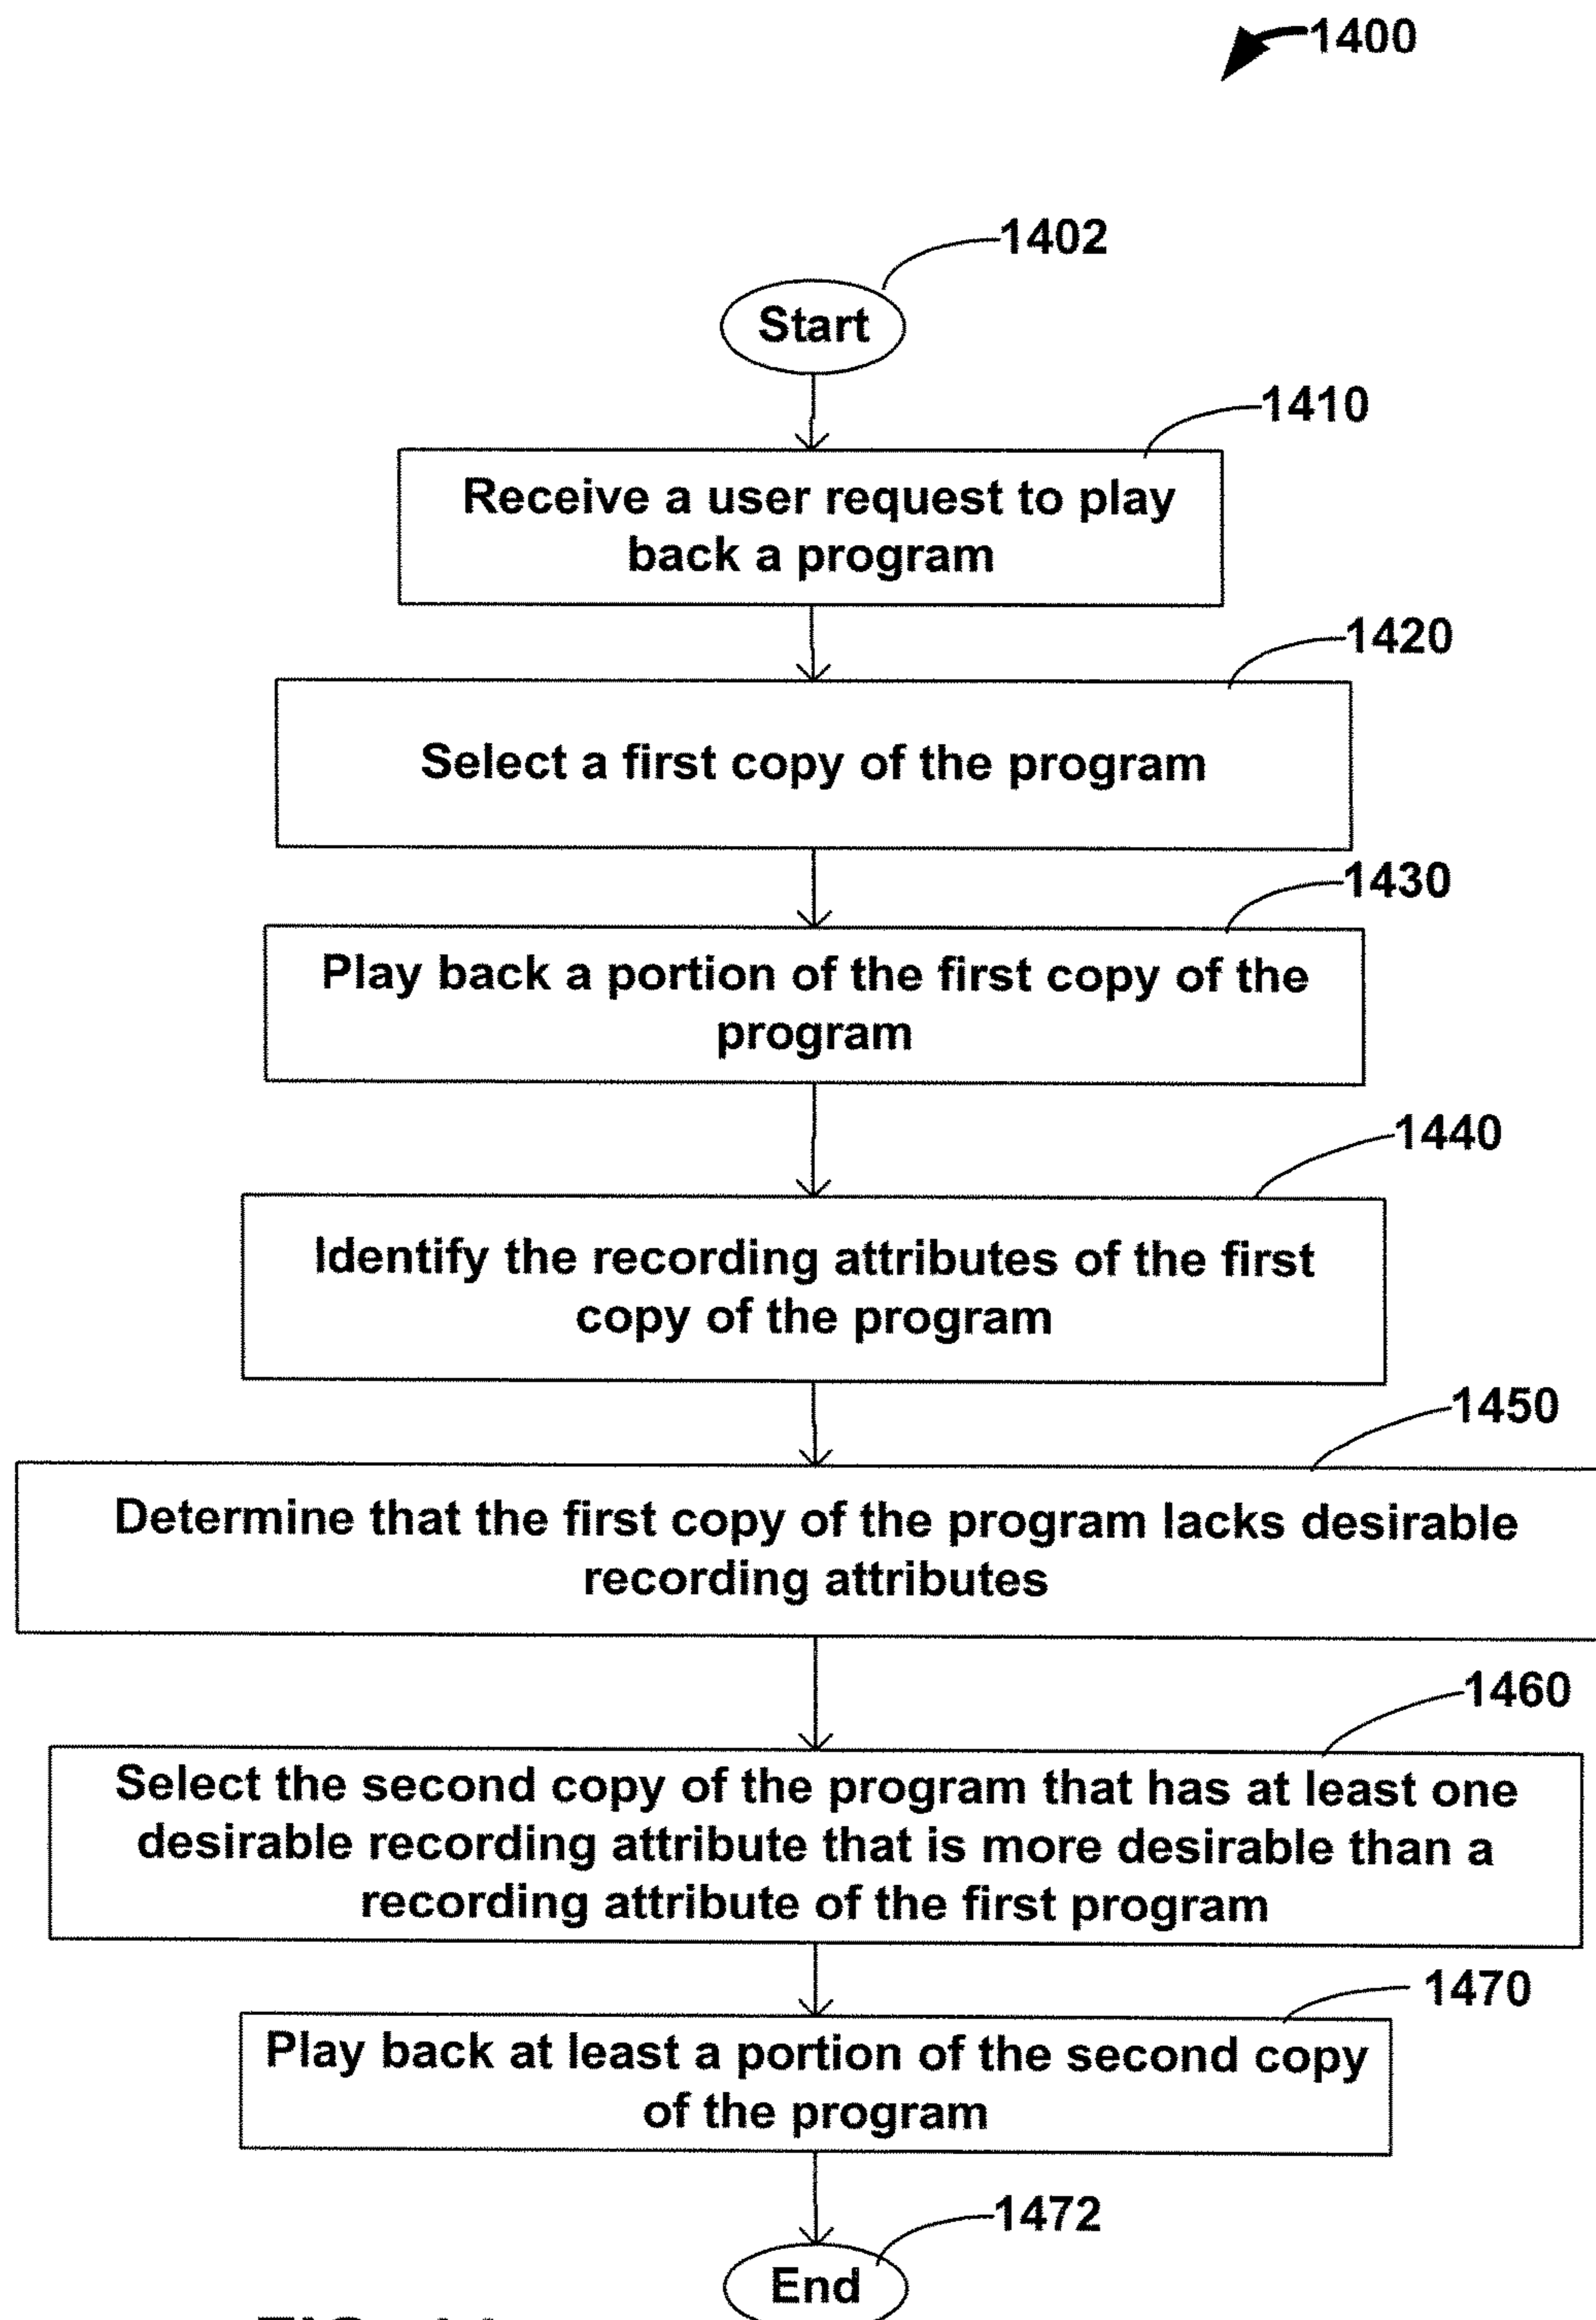 1400
1402
Start
1410
Receive a user request to play
back a program
1420
Select a first copy of the program
1430
Play back a portion of the first copy of the
program
1440
Identify the recording attributes of the first
copy of the program
1450
Determine that the first copy of the program lacks desirable
recording attributes
1460
Select the second copy of the program that has at least one
desirable recording attribute that is more desirable than a
recording attribute of the first program
1470
Play back at least a portion of the second copy
of the program
1472
End